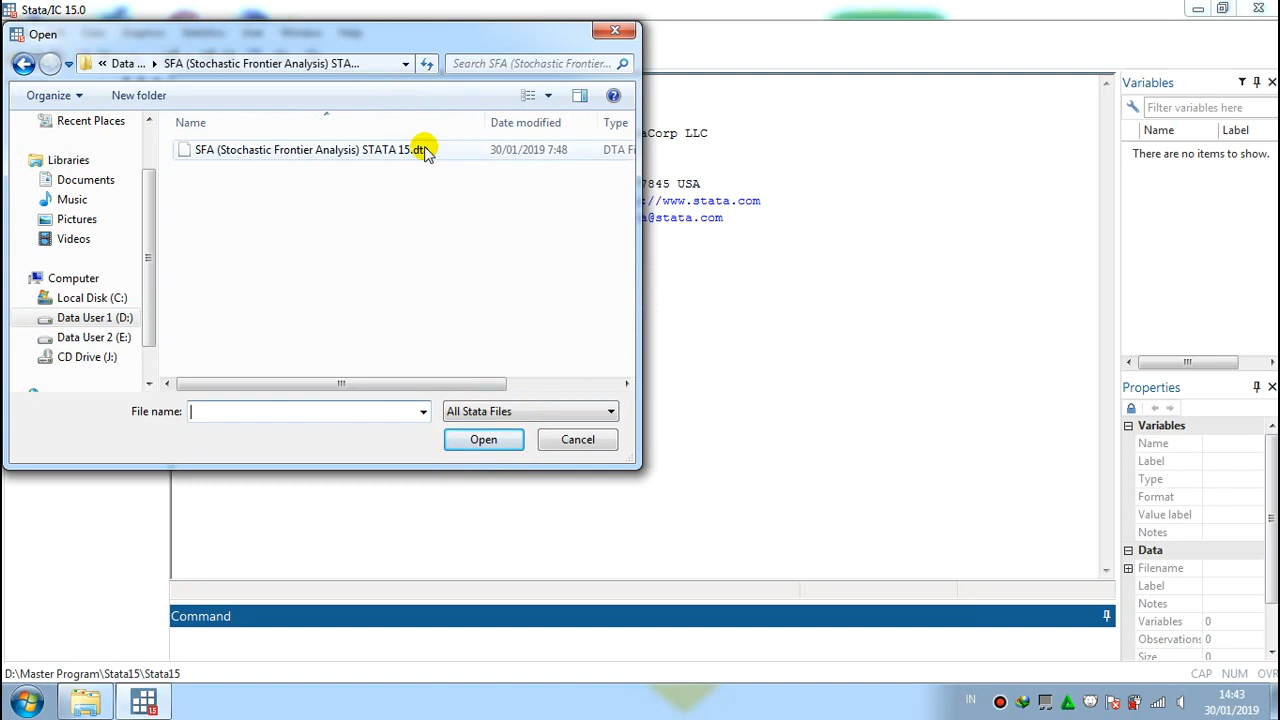 Stata/IC 15.0
Open
« Data ... SFA (Stochastic Frontier Analysis) STA...
Search SFA (Stochastic Frontier...
Organize
New folder
Recent Places
Libraries
Documents
Music
Pictures
Videos
Computer
Local Disk (C:)
Data User 1 (D:)
Data User 2 (E:)
CD Drive (J:)
Name Date modified Type
SFA (Stochastic Frontier Analysis) STATA 15.dt 30/01/2019 7:48 DTA Fi
File name:
All Stata Files
Open
Cancel
aCorp LLC
7845 USA
://www.stata.com
a@stata.com
Command
Variables
Filter variables here
Name Label
There are no items to show.
Properties
Variables
Name
Label
Type
Format
Value label
Notes
Data
Filename
Label
Notes
Variables 0
Observations 0
Size
D:\Master Program\Stata15\Stata15
CAP NUM OVR
15
IN
14:43
30/01/2019